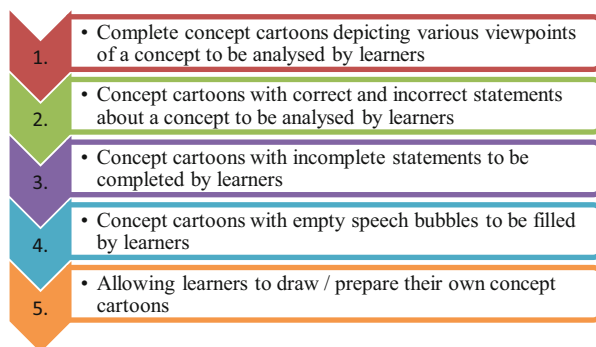 1.
• Complete concept cartoons depicting various viewpoints
of a concept to be analysed by learners
2.
• Concept cartoons with correct and incorrect statements
about a concept to be analysed by learners
3.
• Concept cartoons with incomplete statements to be
completed by learners
4.
• Concept cartoons with empty speech bubbles to be filled
by learners
5.
• Allowing learners to draw / prepare their own concept
cartoons